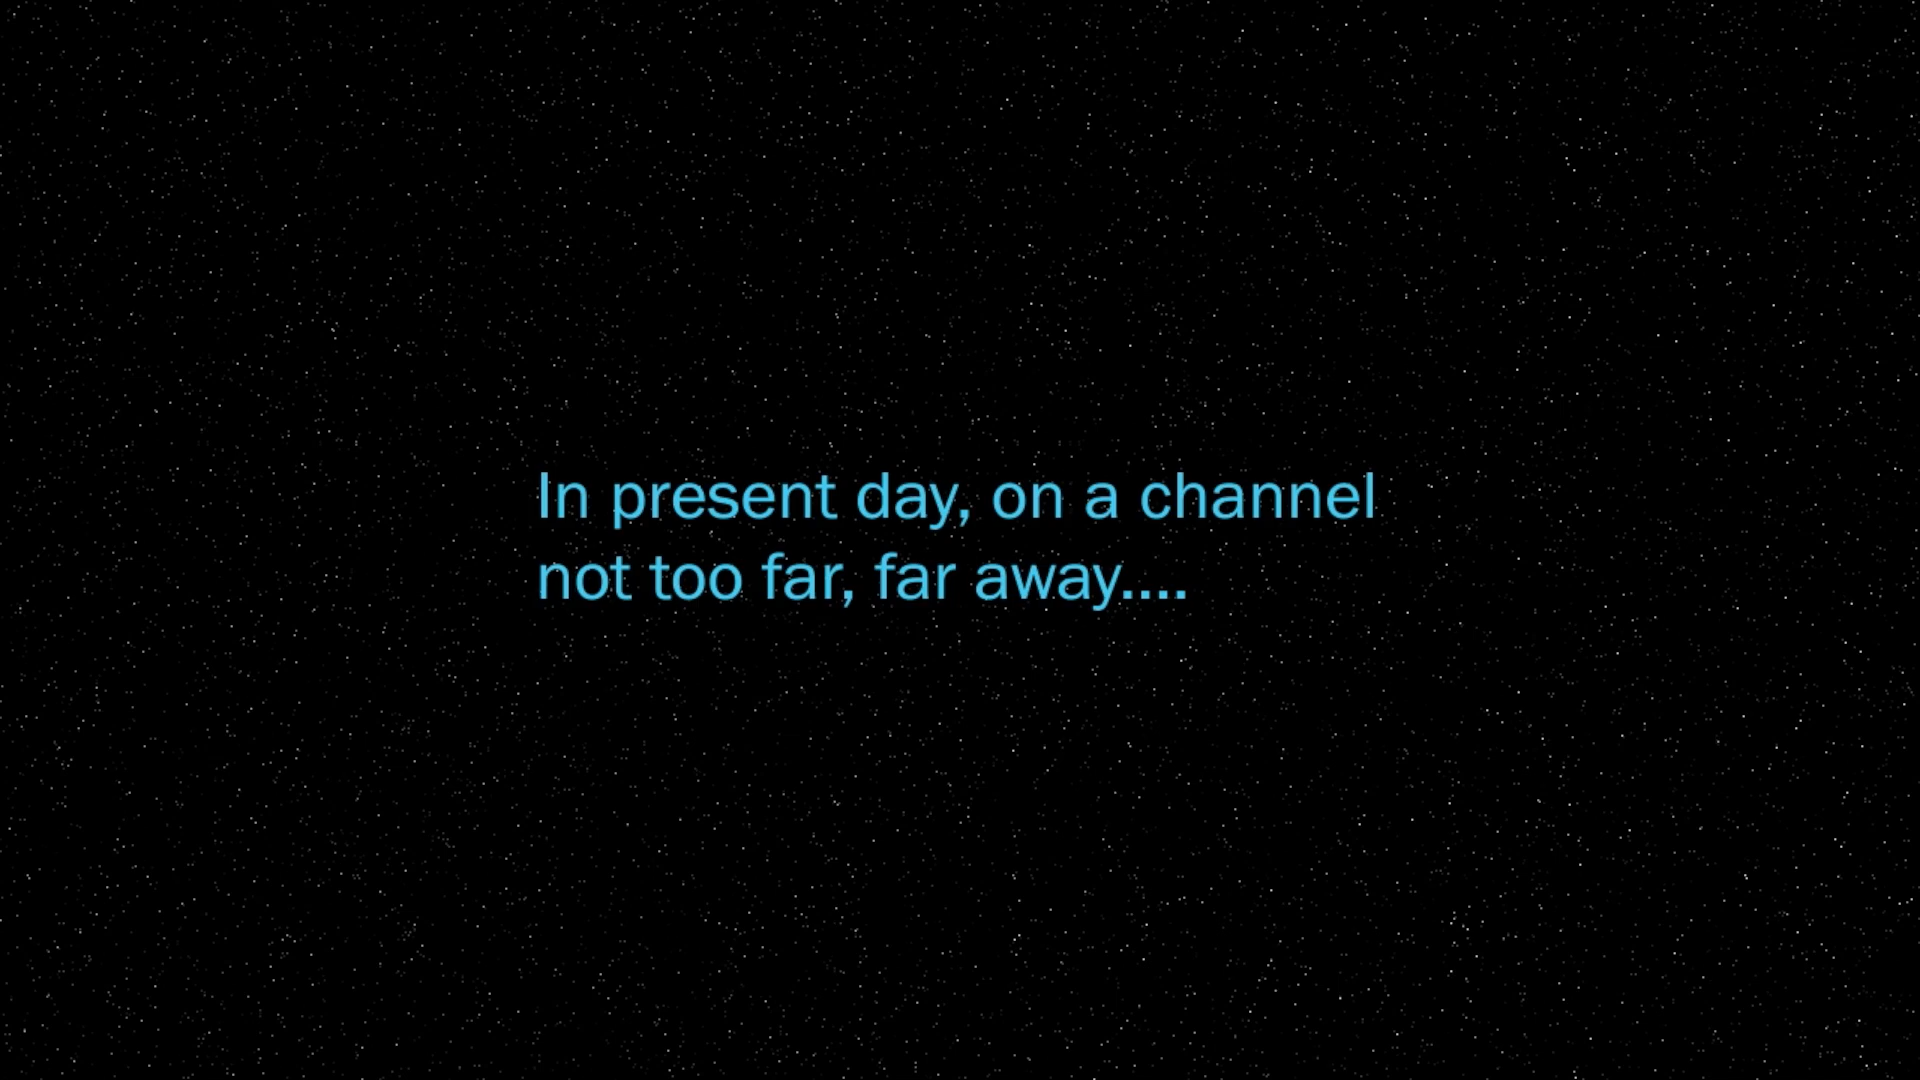 In present day, on a channel
not too far, far away....